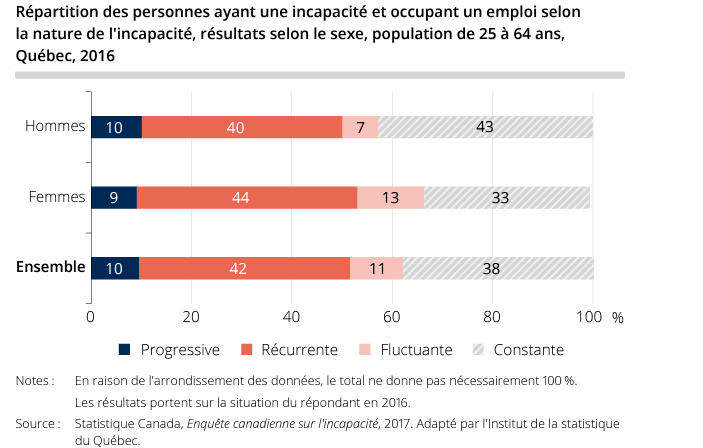 Répartition des personnes ayant une incapacité et occupant un emploi selon
la nature de l'incapacité, résultats selon le sexe, population de 25 à 64 ans,
Québec, 2016
Hommes 10 40 7 43
Femmes 9 44 13 33
Ensemble 10 42 11 38
0 20 40 60 80 100 %
Progressive Récurrente Fluctuante Constante
Notes : En raison de l'arrondissement des données, le total ne donne pas nécessairement 100 %.
Les résultats portent sur la situation du répondant en 2016.
Source : Statistique Canada, Enquête canadienne sur l'incapacité, 2017. Adapté par l'Institut de la statistique
du Québec.